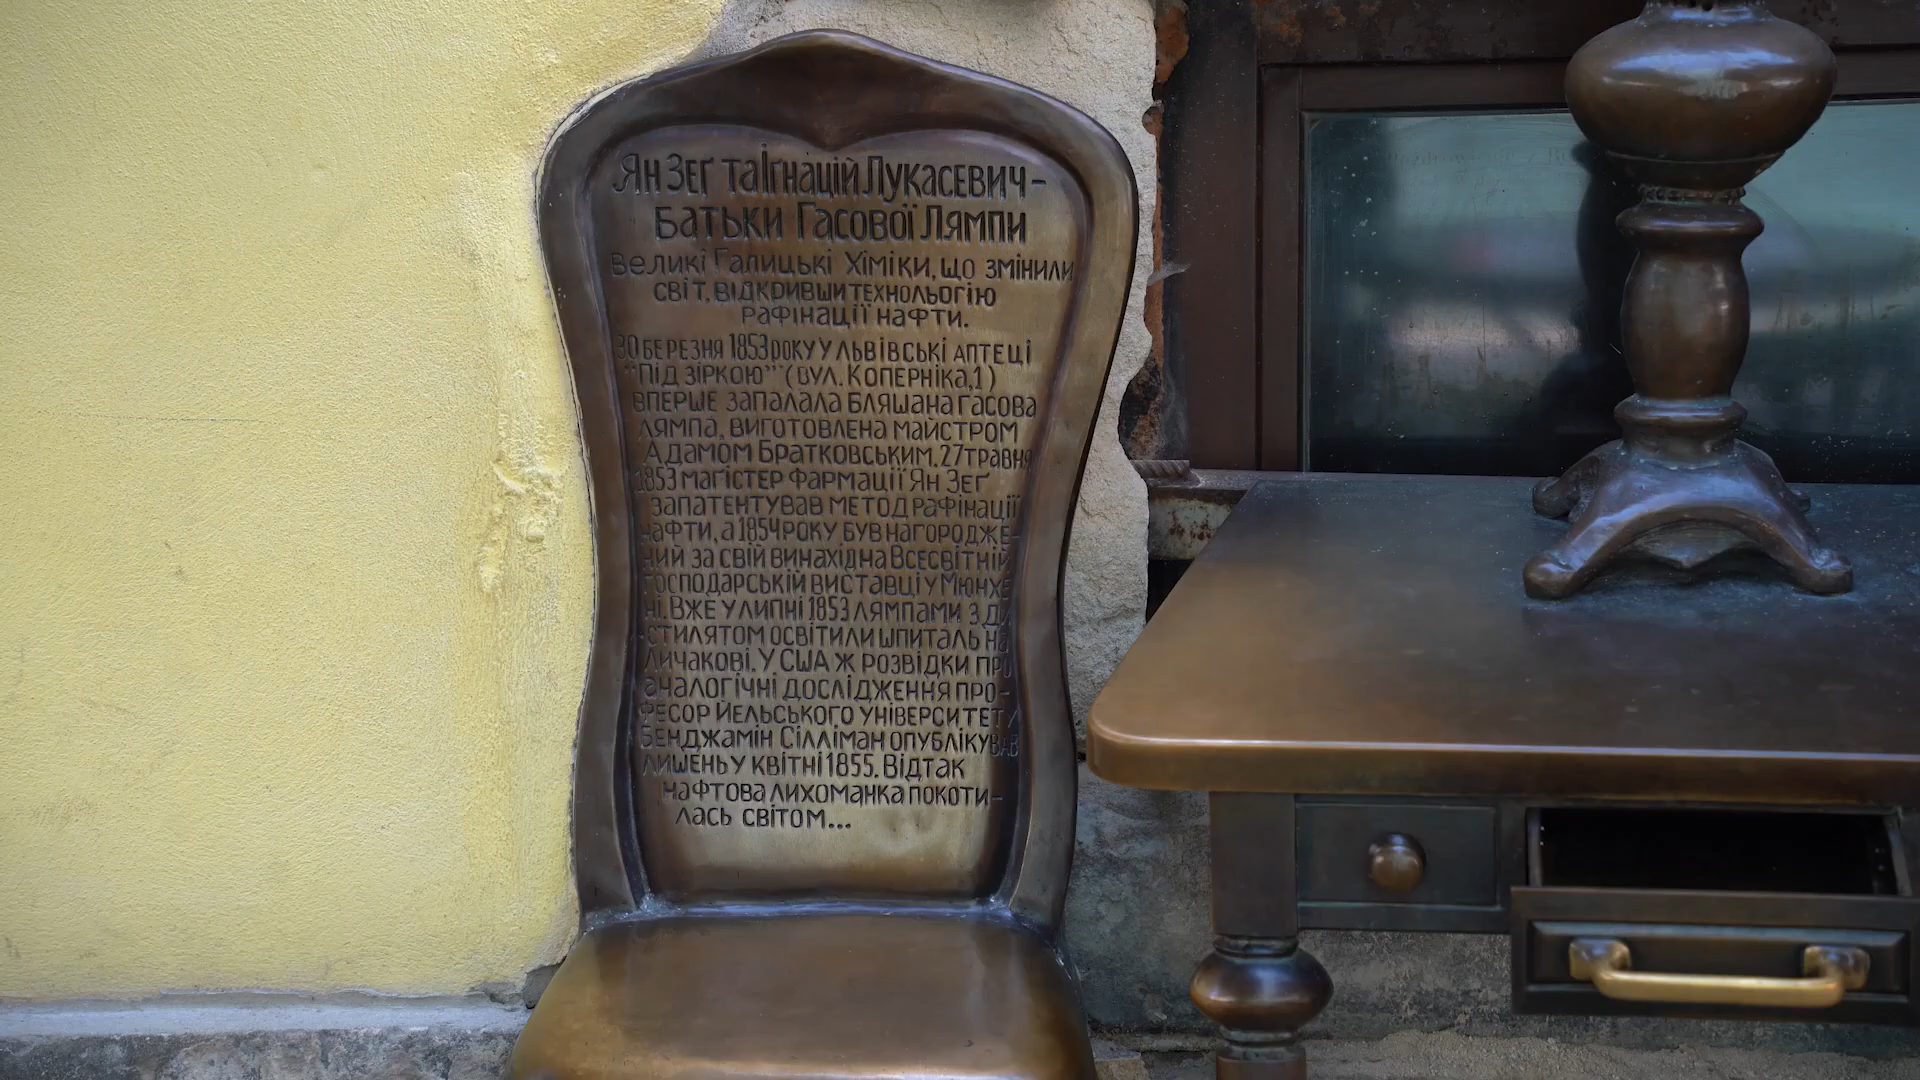 Ян Зеґ та Іґнацій Лукасевич -
Батьки Гасової Лямпи
Великі Галицькі Хіміки, що змінили
світ, відкривши технольогію
рафінації нафти.
30 березня 1853 року у львівські аптеці
"Під зіркою" (вул. Коперніка, 1)
вперше запалала бляшана гасова
лямпа, виготовлена майстром
Адамом Братковським. 27 травня
1853 маґістер фармації Ян Зеґ
запатентував метод рафінації
нафти, а 1854 року був нагородже-
ний за свій винахід на Всесвітній
господарській виставці у Мюнхе
ні. Вже у липні 1853 лямпами з ди
стилятом освітили шпиталь на
Личакові. У США ж розвідки про
аналогічні дослідження про-
фесор Йельського університету
Бенджамін Сілліман опублікував
лишень у квітні 1855. Відтак
нафтова лихоманка покоти-
лась світом...